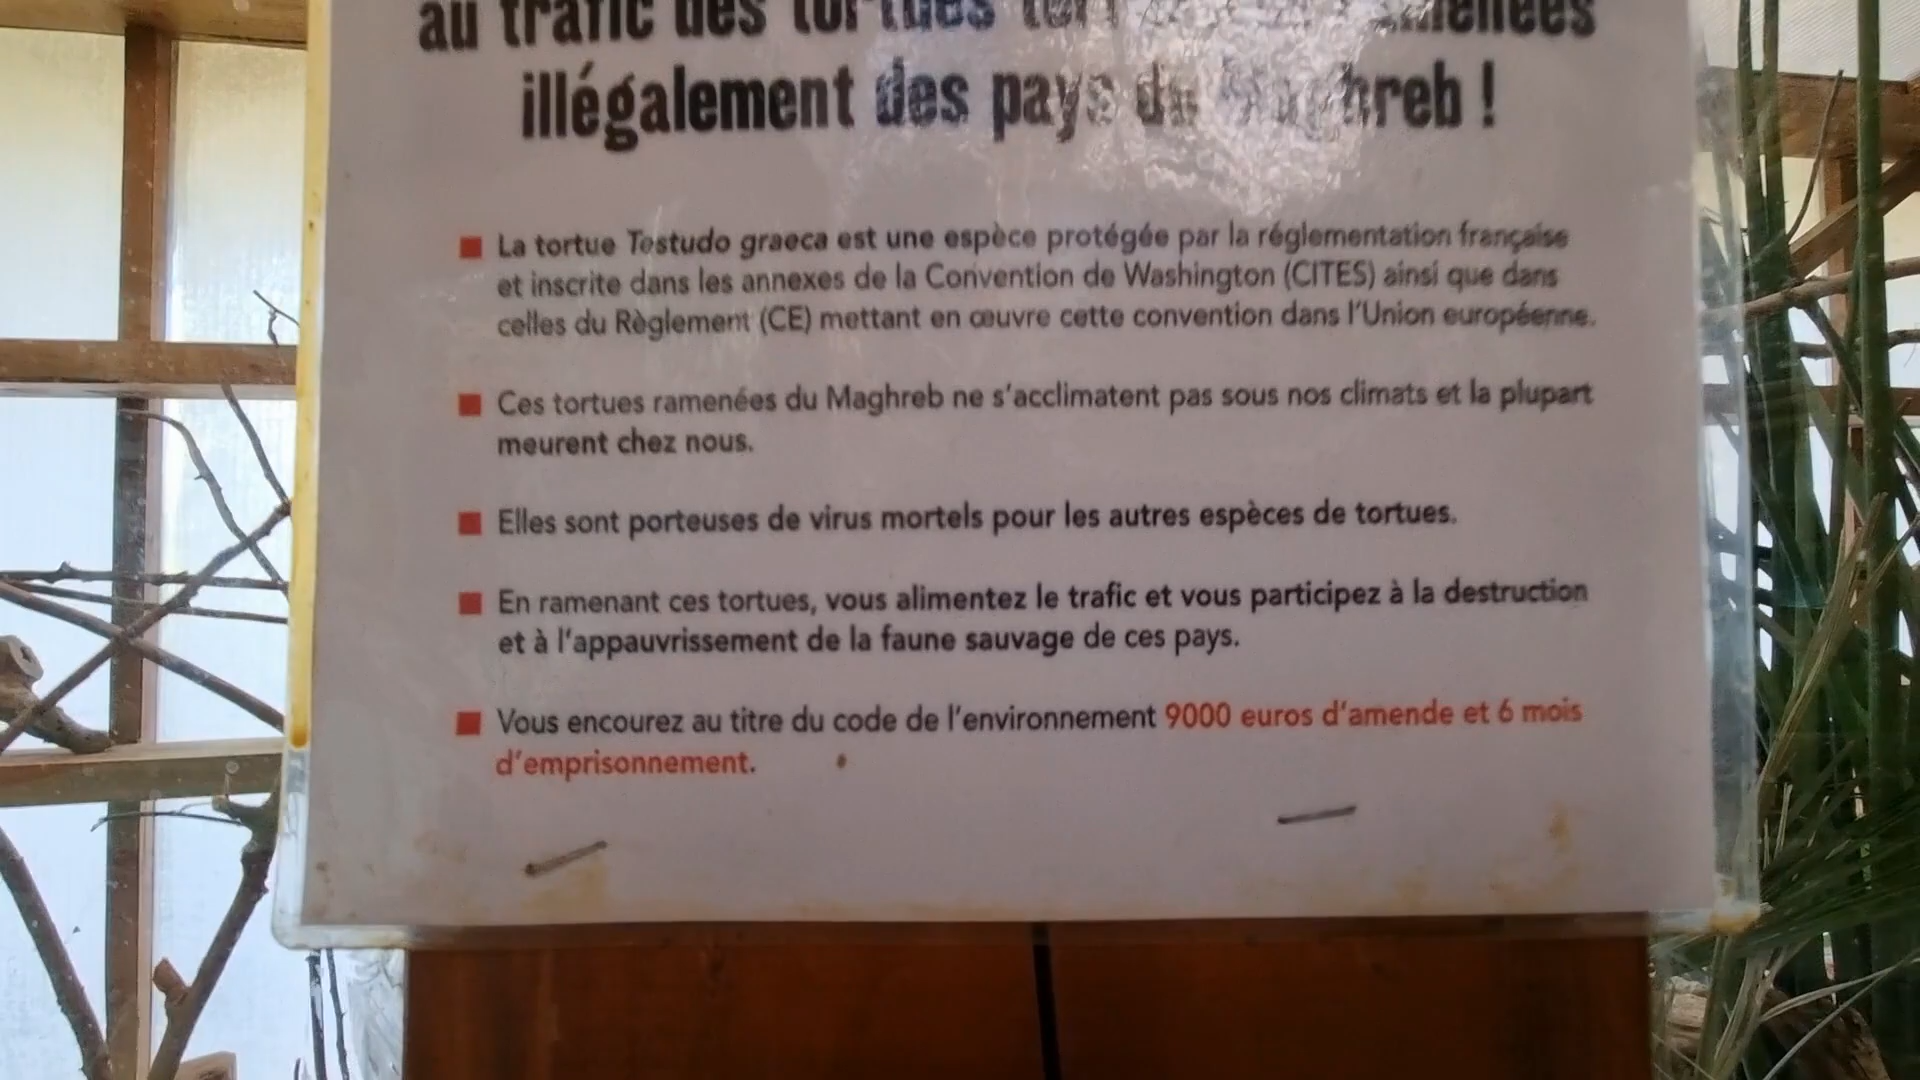 au trafic des tortues
illégalement des pays du Maghreb !
La tortue Testudo graeca est une espèce protégée par la réglementation française
et inscrite dans les annexes de la Convention de Washington (CITES) ainsi que dans
celles du Règlement (CE) mettant en œuvre cette convention dans l'Union européenne.
Ces tortues ramenées du Maghreb ne s'acclimatent pas sous nos climats et la plupart
meurent chez nous.
Elles sont porteuses de virus mortels pour les autres espèces de tortues.
En ramenant ces tortues, vous alimentez le trafic et vous participez à la destruction
et à l'appauvrissement de la faune sauvage de ces pays.
Vous encourez au titre du code de l'environnement 9000 euros d'amende et 6 mois
d'emprisonnement.